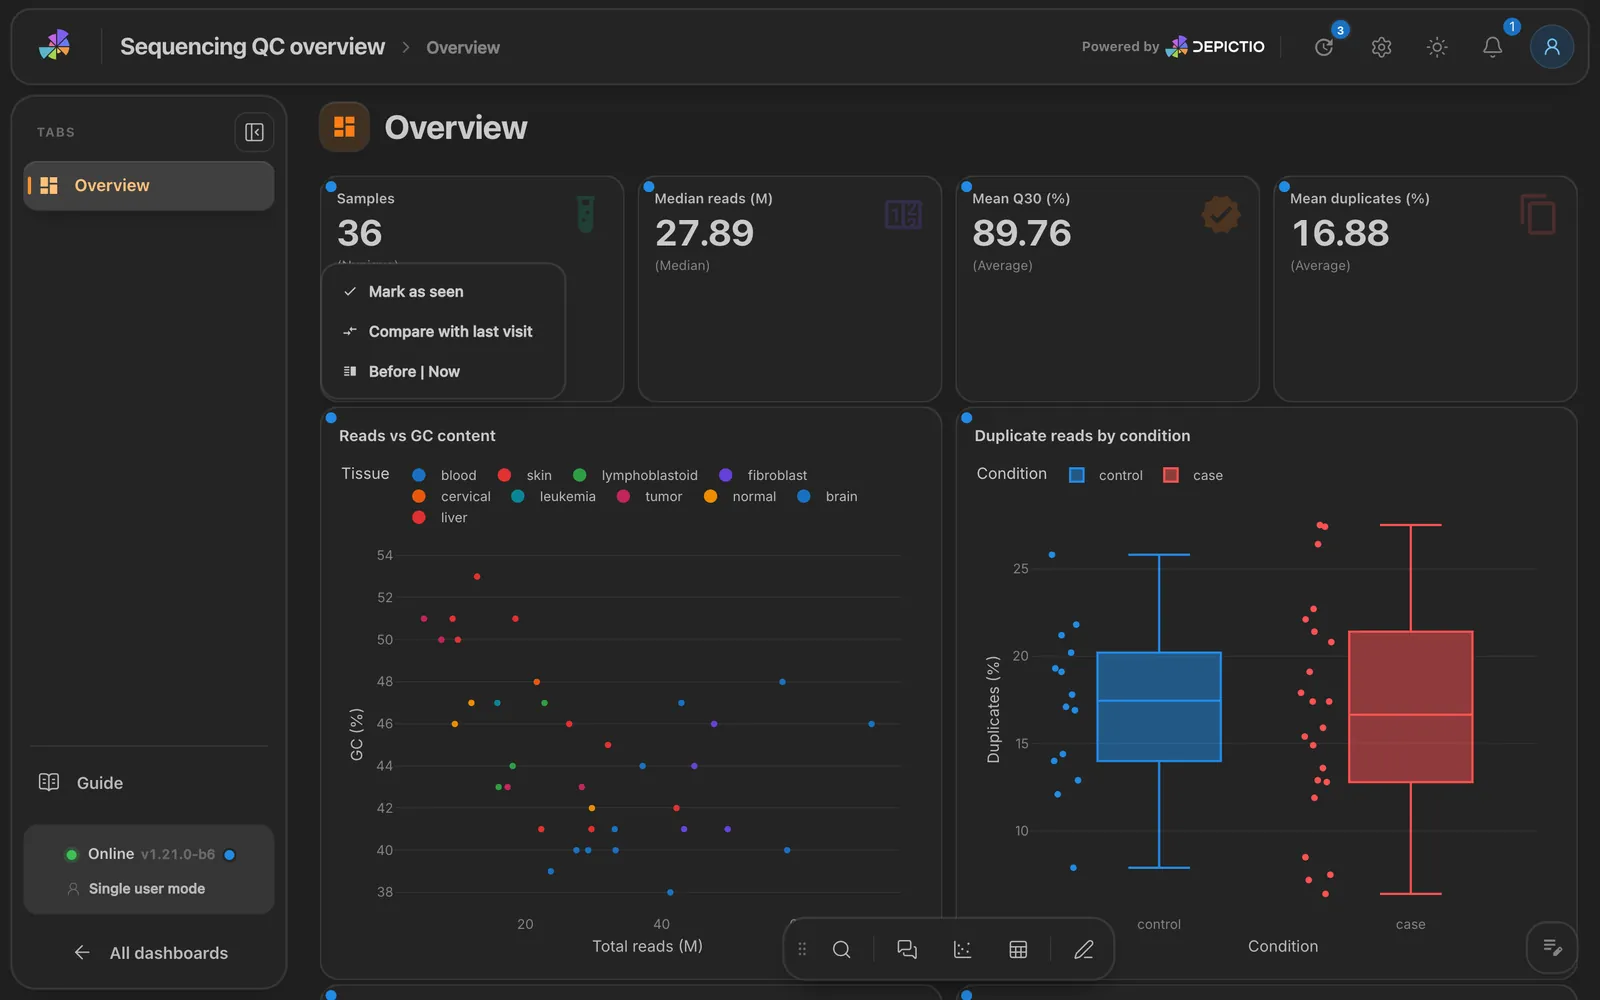 Sequencing QC overview > Overview
Powered by DEPICTIO
3
1
TABS
Overview
Guide
Online v1.21.0-b6
Single user mode
All dashboards
Overview
Samples
36
Mark as seen
Compare with last visit
Before | Now
Median reads (M)
27.89
(Median)
Mean Q30 (%)
89.76
(Average)
Mean duplicates (%)
16.88
(Average)
Reads vs GC content
Tissue
blood skin lymphoblastoid fibroblast
cervical leukemia tumor normal brain
liver
54
52
50
48
46
44
42
40
38
GC (%)
20 40
Total reads (M)
Duplicate reads by condition
Condition control case
25
20
15
10
Duplicates (%)
control case
Condition